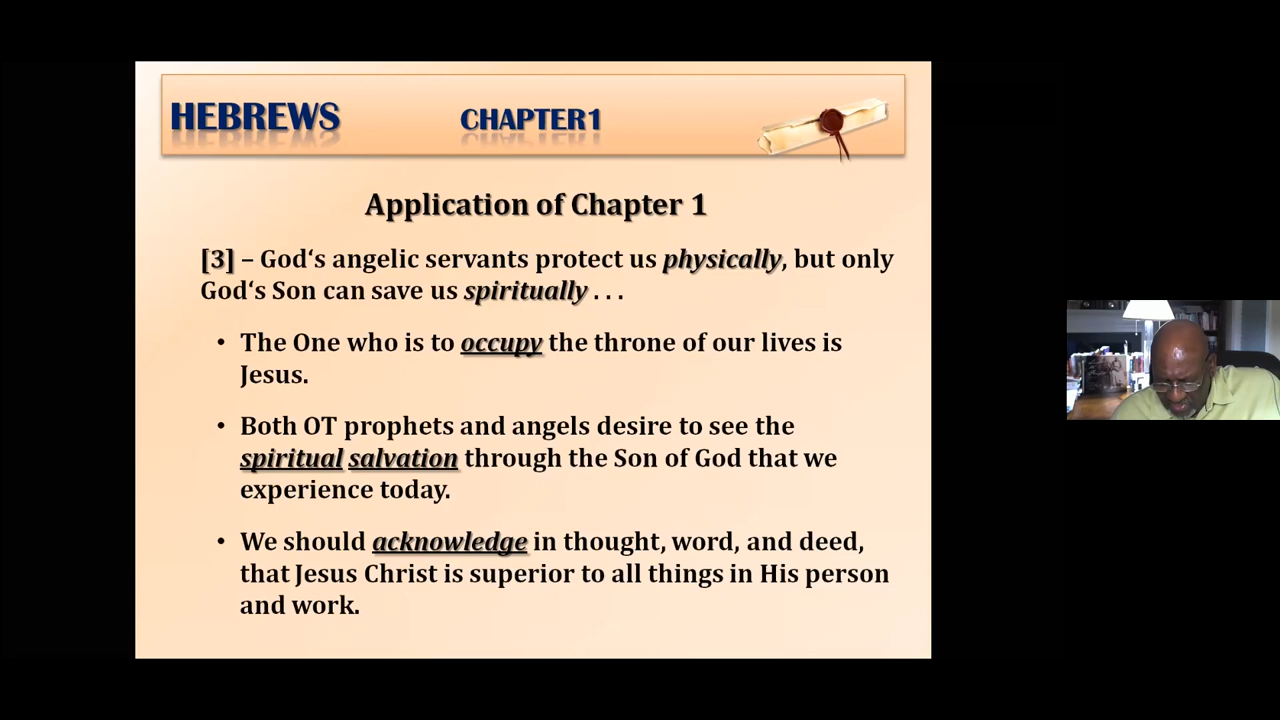 HEBREWS CHAPTER1
Application of Chapter 1
[3] – God‘s angelic servants protect us physically, but only
God‘s Son can save us spiritually . . .
• The One who is to occupy the throne of our lives is
Jesus.
• Both OT prophets and angels desire to see the
spiritual salvation through the Son of God that we
experience today.
• We should acknowledge in thought, word, and deed,
that Jesus Christ is superior to all things in His person
and work.